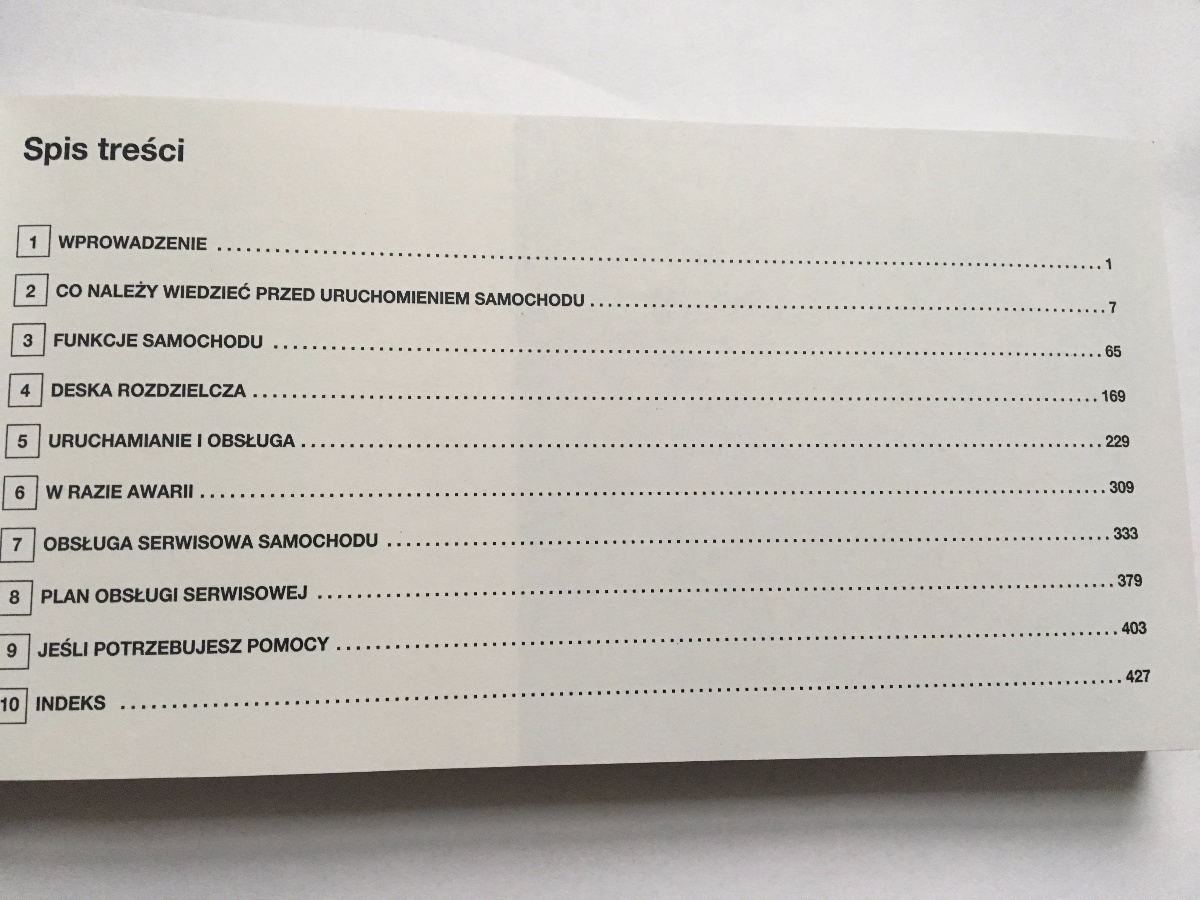 Spis treści
1 WPROWADZENIE ........ 1
2 CO NALEŻY WIEDZIEĆ PRZED URUCHOMIENIEM SAMOCHODU ........ 7
3 FUNKCJE SAMOCHODU ........ 65
4 DESKA ROZDZIELCZA ........ 169
5 URUCHAMIANIE I OBSŁUGA ........ 229
6 W RAZIE AWARII ........ 309
7 OBSŁUGA SERWISOWA SAMOCHODU ........ 333
8 PLAN OBSŁUGI SERWISOWEJ ........ 379
9 JEŚLI POTRZEBUJESZ POMOCY ........ 403
10 INDEKS ........ 427